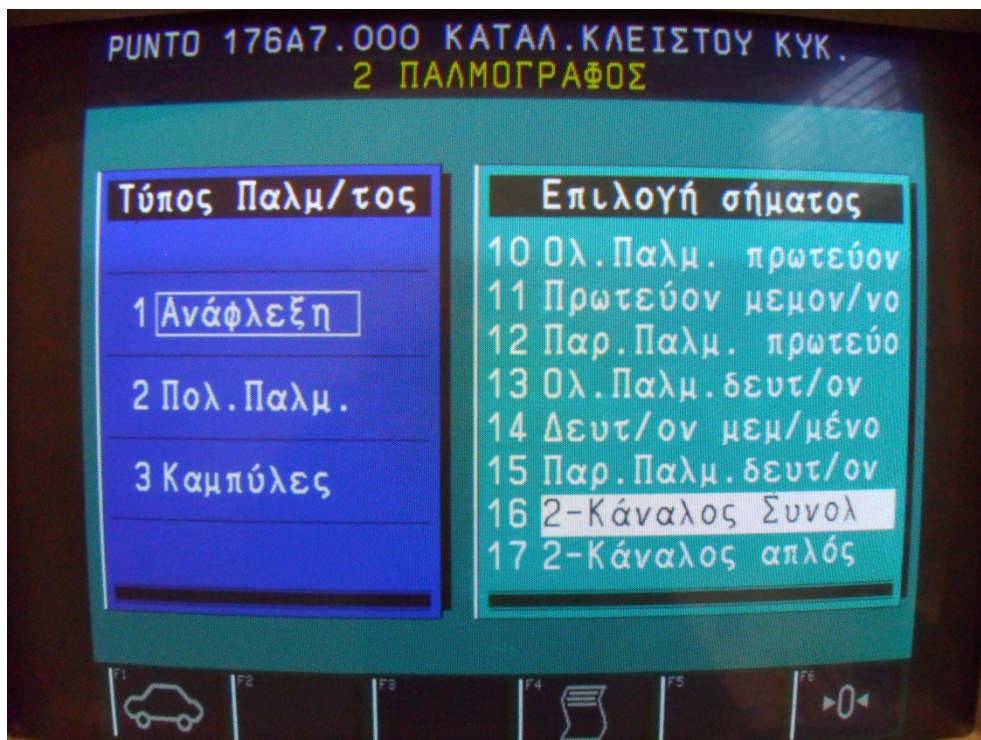 PUNTO 176A7.000 ΚΑΤΑΛ.ΚΛΕΙΣΤΟΥ ΚΥΚ.
2 ΠΑΛΜΟΓΡΑΦΟΣ
Τύπος Παλμ/τος
1 Ανάφλεξη
2 Πολ.Παλμ.
3 Καμπύλες
Επιλογή σήματος
10 Ολ.Παλμ. πρωτεύον
11 Πρωτεύον μεμον/νο
12 Παρ.Παλμ. πρωτεύο
13 Ολ.Παλμ.δευτ/ον
14 Δευτ/ον μεμ/μένο
15 Παρ.Παλμ.δευτ/ον
16 2-Κάναλος Συνολ
17 2-Κάναλος απλός
F1 F2 F3 F4 F5 F6
▸0◂